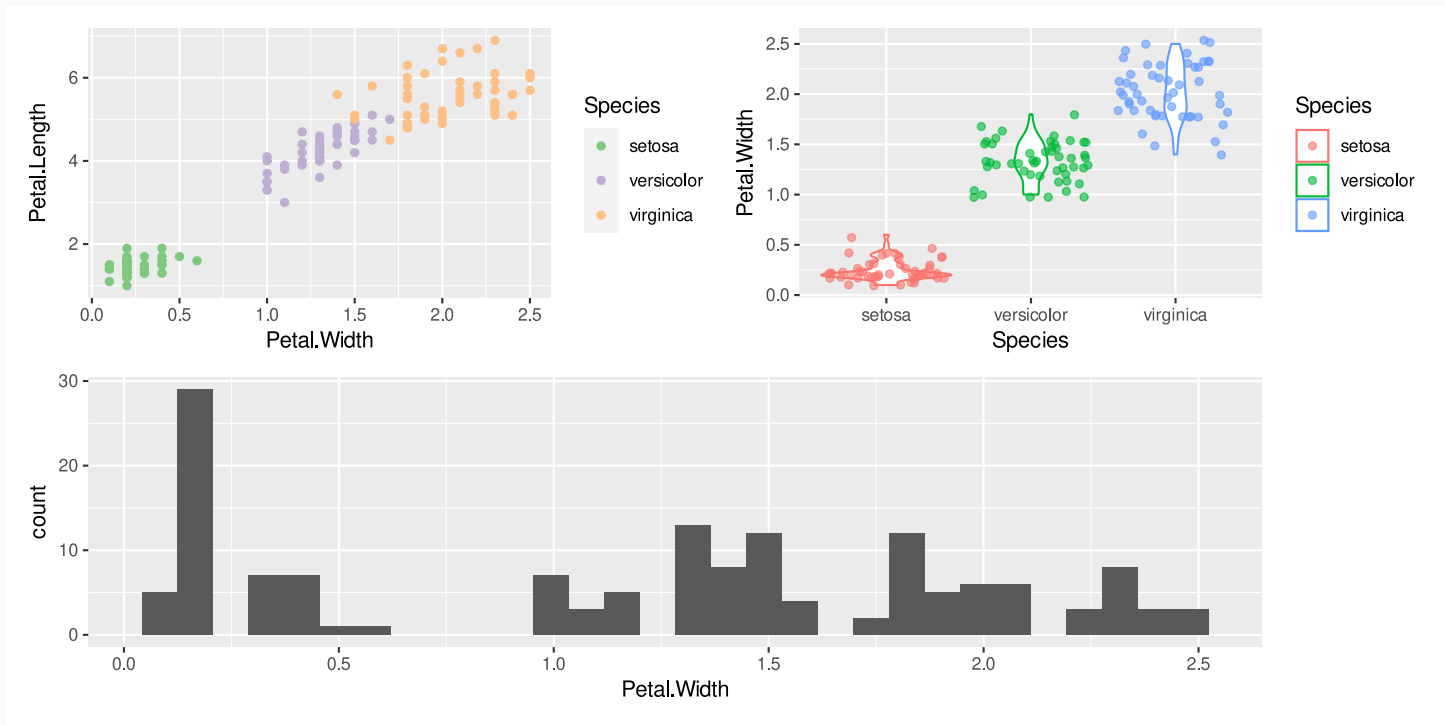 Petal.Length
6
4
2
0.0 0.5 1.0 1.5 2.0 2.5
Petal.Width
Species
setosa
versicolor
virginica
Petal.Width
2.5
2.0
1.5
1.0
0.5
0.0
setosa versicolor virginica
Species
Species
setosa
versicolor
virginica
count
30
20
10
0
0.0 0.5 1.0 1.5 2.0 2.5
Petal.Width